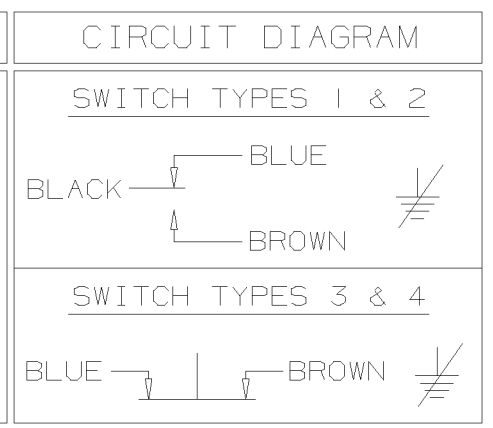 CIRCUIT DIAGRAM
SWITCH TYPES 1 & 2
BLUE
BLACK
BROWN
SWITCH TYPES 3 & 4
BLUE BROWN